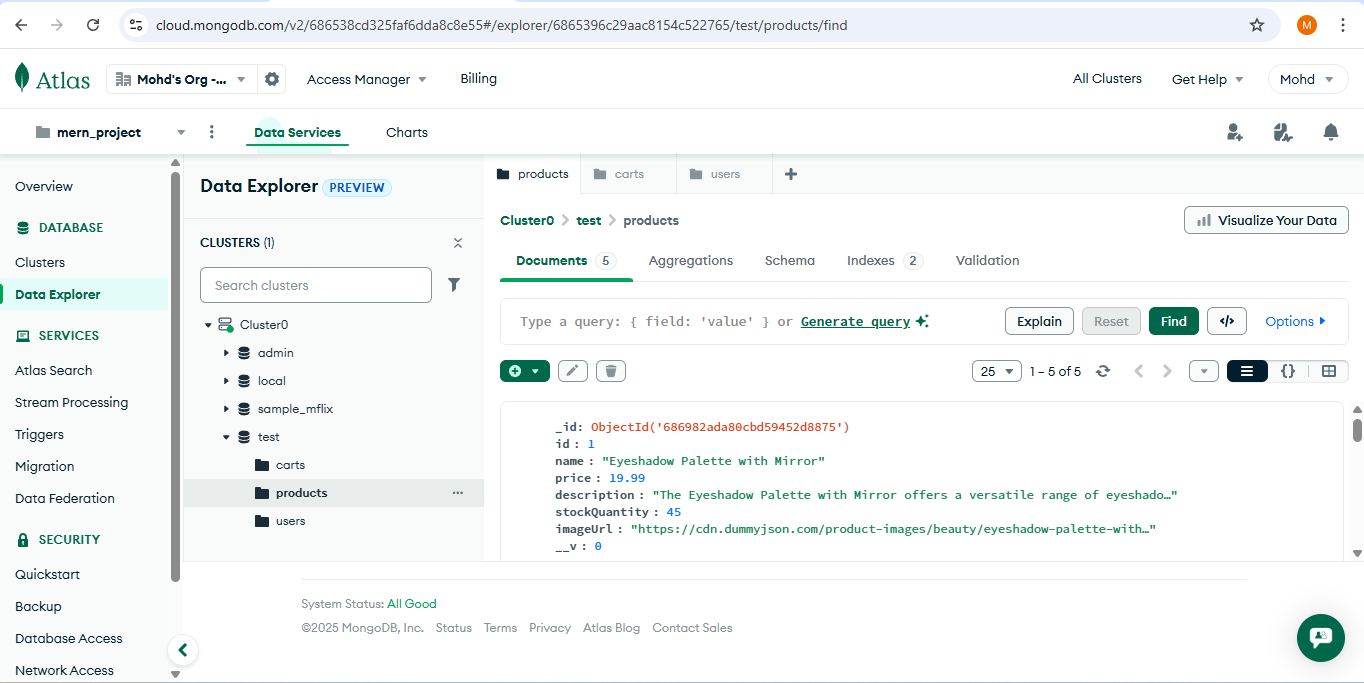 cloud.mongodb.com/v2/686538cd325faf6dda8c8e55#/explorer/6865396c29aac8154c522765/test/products/find
M
Atlas
Mohd's Org -...
Access Manager
Billing
All Clusters
Get Help
Mohd
mern_project
Data Services
Charts
Overview
DATABASE
Clusters
Data Explorer
SERVICES
Atlas Search
Stream Processing
Triggers
Migration
Data Federation
SECURITY
Quickstart
Backup
Database Access
Network Access
Data Explorer PREVIEW
CLUSTERS (1)
Search clusters
Cluster0
admin
local
sample_mflix
test
carts
products
users
products
carts
users
Cluster0 > test > products
Visualize Your Data
Documents 5
Aggregations
Schema
Indexes 2
Validation
Type a query: { field: 'value' } or Generate query
Explain
Reset
Find
</>
Options
25
1 – 5 of 5
{}
_id: ObjectId('686982ada80cbd59452d8875')
id : 1
name : "Eyeshadow Palette with Mirror"
price : 19.99
description : "The Eyeshadow Palette with Mirror offers a versatile range of eyeshado…"
stockQuantity : 45
imageUrl : "https://cdn.dummyjson.com/product-images/beauty/eyeshadow-palette-with…"
__v : 0
System Status: All Good
©2025 MongoDB, Inc. Status Terms Privacy Atlas Blog Contact Sales